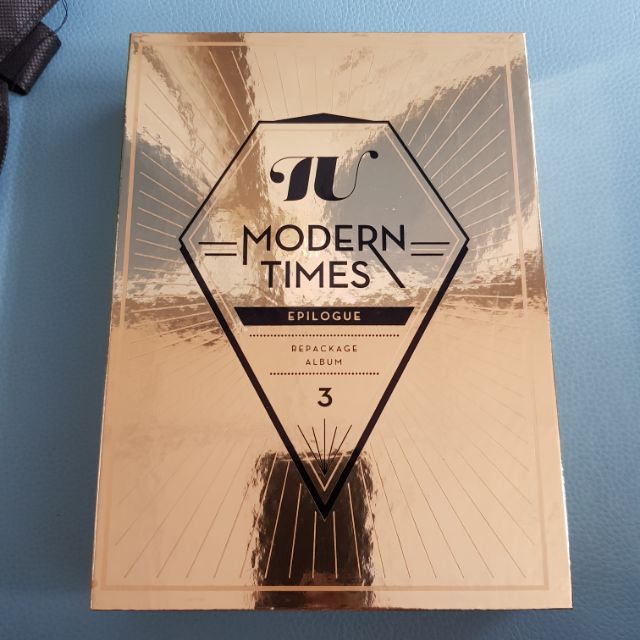 IU
MODERN
TIMES
EPILOGUE
REPACKAGE
ALBUM
3